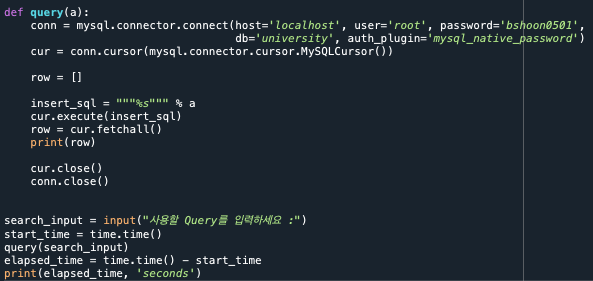 def query(a):
    conn = mysql.connector.connect(host='localhost', user='root', password='bshoon0501',
                                   db='university', auth_plugin='mysql_native_password')
    cur = conn.cursor(mysql.connector.cursor.MySQLCursor())
    row = []
    insert_sql = """%s""" % a
    cur.execute(insert_sql)
    row = cur.fetchall()
    print(row)
    cur.close()
    conn.close()
search_input = input("사용할 Query를 입력하세요 :")
start_time = time.time()
query(search_input)
elapsed_time = time.time() - start_time
print(elapsed_time, 'seconds')